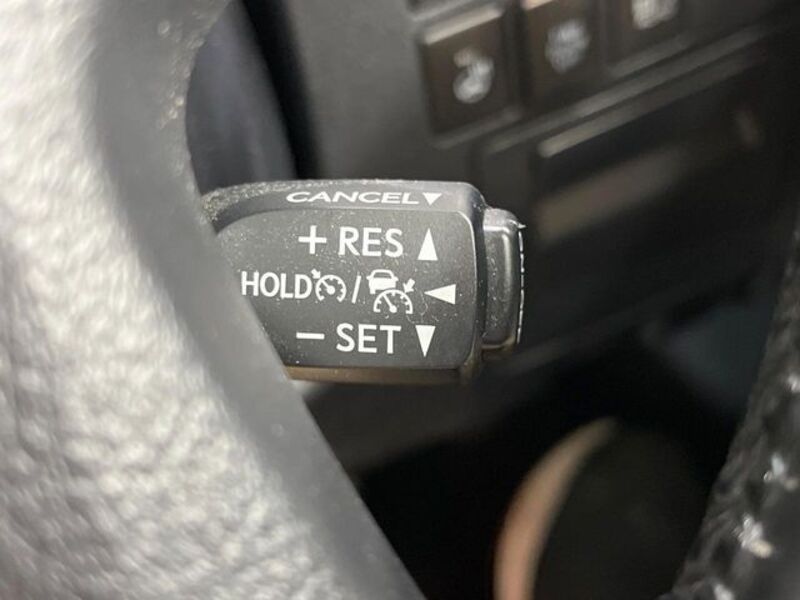 CANCEL
+ RES
HOLD /
- SET